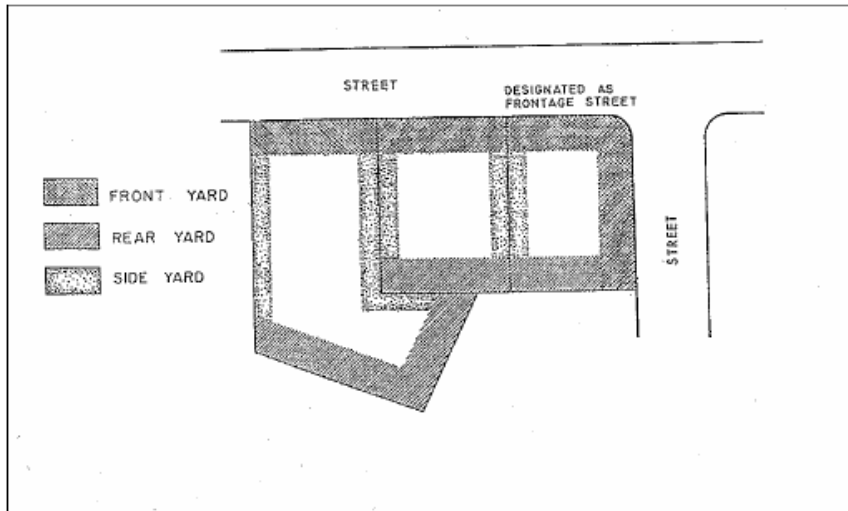 STREET
DESIGNATED AS
FRONTAGE STREET
FRONT YARD
REAR YARD
SIDE YARD
STREET